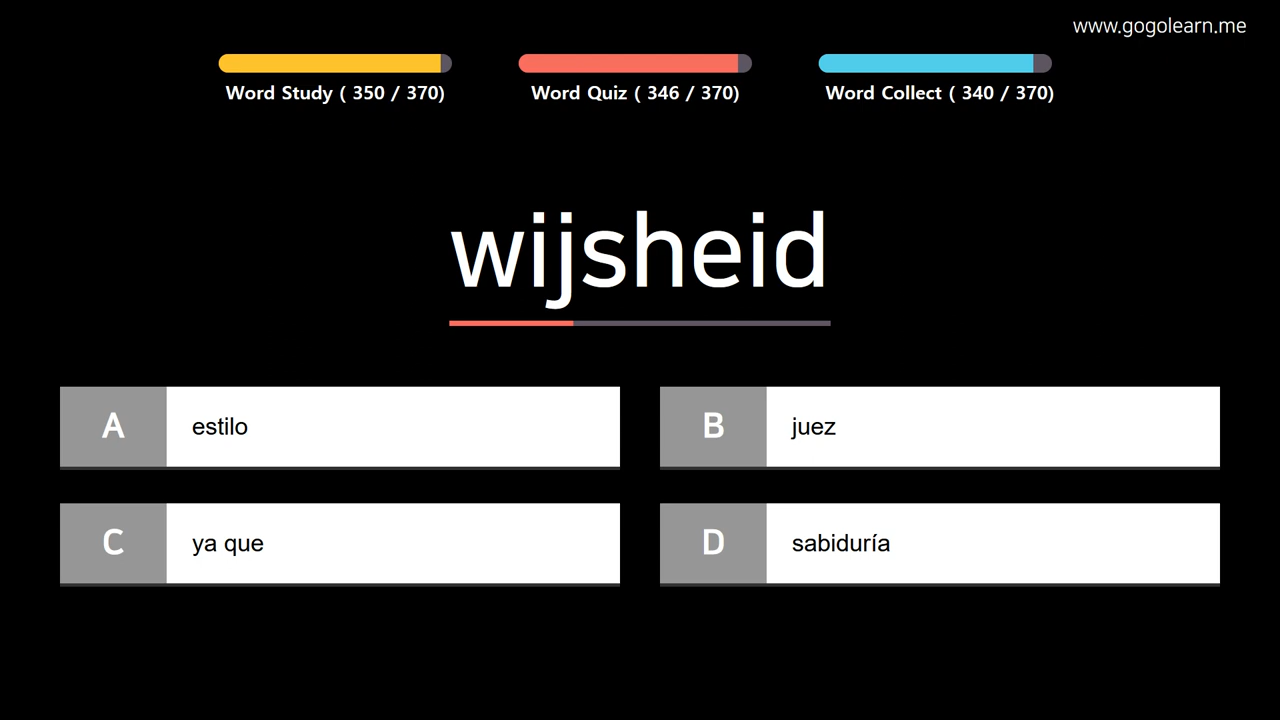 www.gogolearn.me
Word Study ( 350 / 370) Word Quiz ( 346 / 370) Word Collect ( 340 / 370)
wijsheid
A estilo
B juez
C ya que
D sabiduría